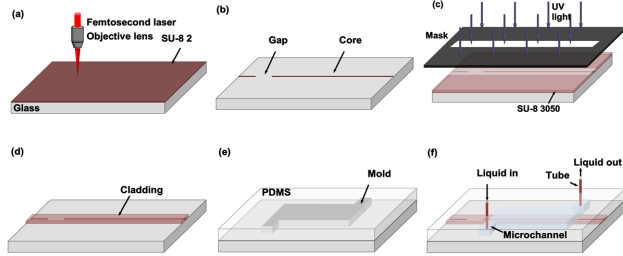 (a)
Femtosecond laser
Objective lens
SU-8 2
Glass
(b)
Gap
Core
(c)
UV
light
Mask
SU-8 3050
(d)
Cladding
(e)
PDMS
Mold
(f)
Liquid out
Tube
Liquid in
Microchannel